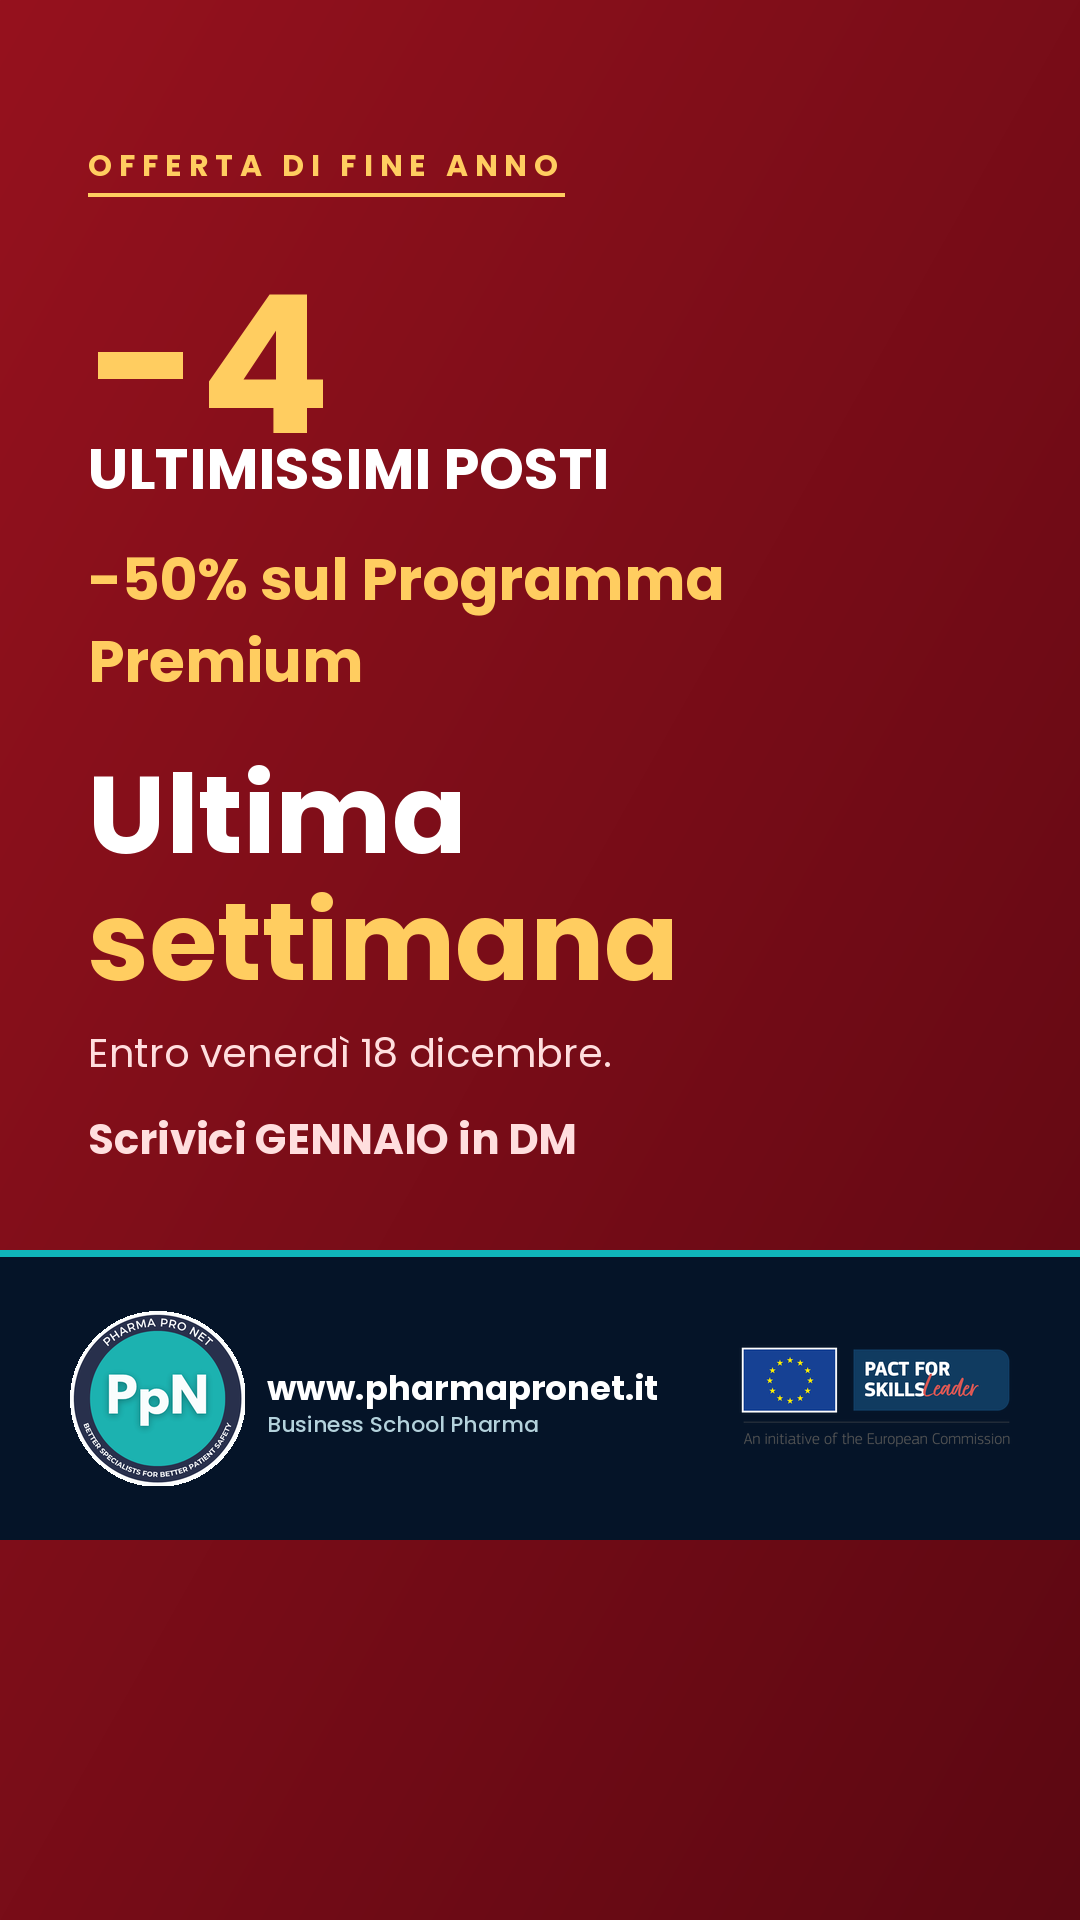 OFFERTA DI FINE ANNO
-4
ULTIMISSIMI POSTI
-50% sul Programma
Premium
Ultima
settimana
Entro venerdì 18 dicembre.
Scrivici GENNAIO in DM
PHARMA PRO NET
PpN
BETTER SPECIALISTS FOR BETTER PATIENT SAFETY
www.pharmapronet.it
Business School Pharma
PACT FOR
SKILLS Leader
An initiative of the European Commission